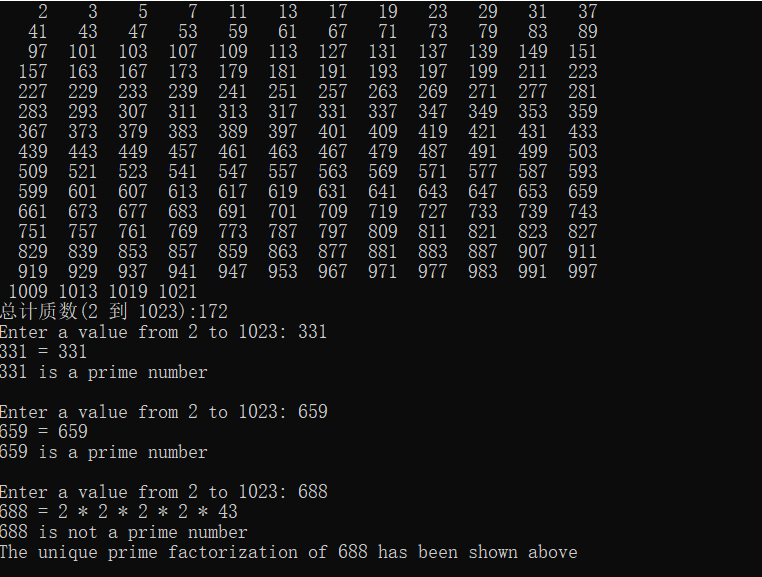 2 3 5 7 11 13 17 19 23 29 31 37
41 43 47 53 59 61 67 71 73 79 83 89
97 101 103 107 109 113 127 131 137 139 149 151
157 163 167 173 179 181 191 193 197 199 211 223
227 229 233 239 241 251 257 263 269 271 277 281
283 293 307 311 313 317 331 337 347 349 353 359
367 373 379 383 389 397 401 409 419 421 431 433
439 443 449 457 461 463 467 479 487 491 499 503
509 521 523 541 547 557 563 569 571 577 587 593
599 601 607 613 617 619 631 641 643 647 653 659
661 673 677 683 691 701 709 719 727 733 739 743
751 757 761 769 773 787 797 809 811 821 823 827
829 839 853 857 859 863 877 881 883 887 907 911
919 929 937 941 947 953 967 971 977 983 991 997
1009 1013 1019 1021
总计质数(2 到 1023):172
Enter a value from 2 to 1023: 331
331 = 331
331 is a prime number
Enter a value from 2 to 1023: 659
659 = 659
659 is a prime number
Enter a value from 2 to 1023: 688
688 = 2 * 2 * 2 * 2 * 43
688 is not a prime number
The unique prime factorization of 688 has been shown above